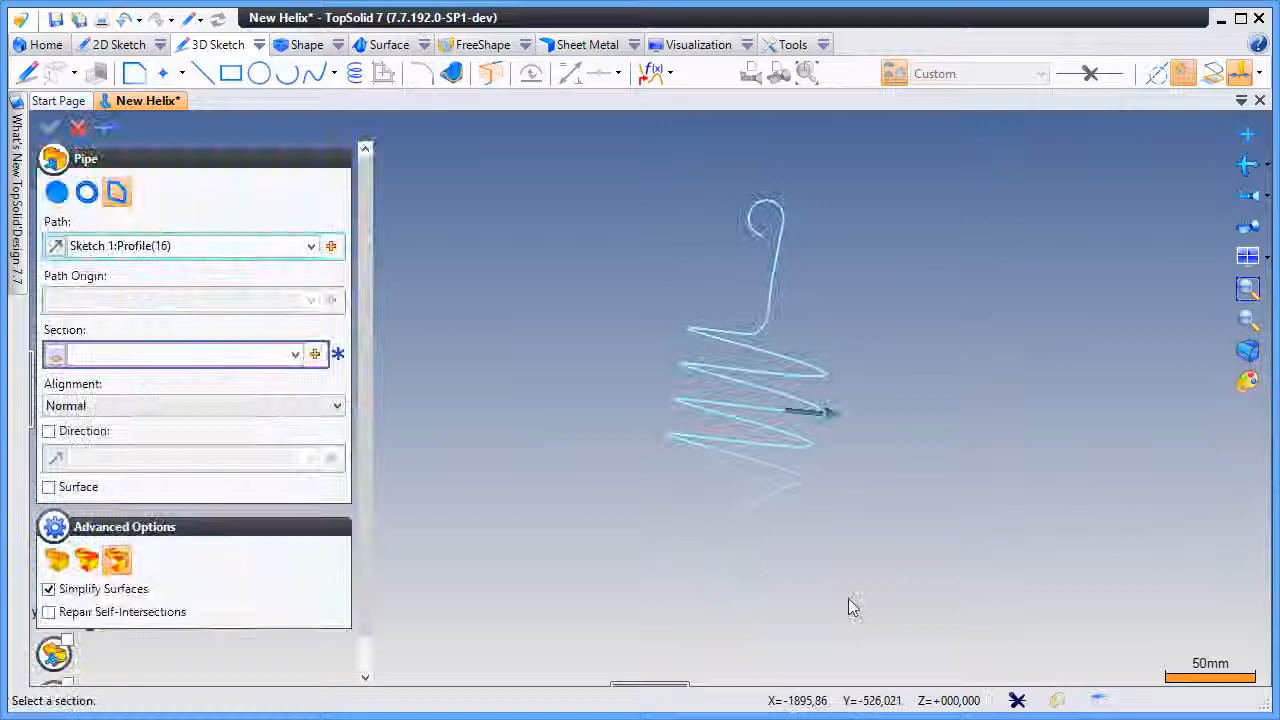 New Helix* - TopSolid 7 (7.7.192.0-SP1-dev)
Home 2D Sketch 3D Sketch Shape Surface FreeShape Sheet Metal Visualization Tools
f(x) Custom
Start Page New Helix*
What's New TopSolid'Design 7.7
Pipe
Path:
Sketch 1:Profile(16)
Path Origin:
Section:
Alignment:
Normal
Direction:
Surface
Advanced Options
Simplify Surfaces
Repair Self-Intersections
50mm
Select a section. X=-1895,86 Y=-526,021 Z=+000,000